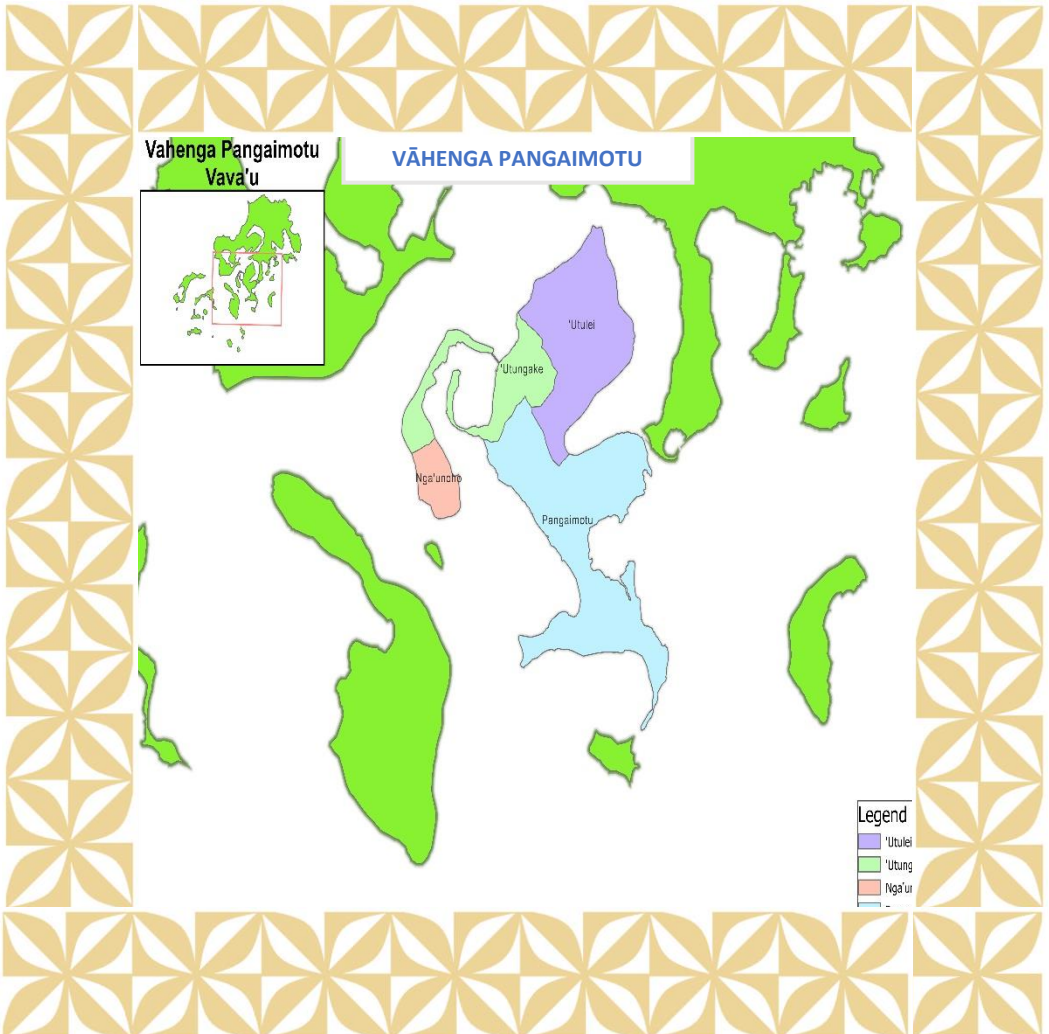 Vahenga Pangaimotu
Vava'u
VĀHENGA PANGAIMOTU
'Utulei
'Utungake
Nga'unoho
Pangaimotu
Legend
'Utulei
'Utung
Nga'un